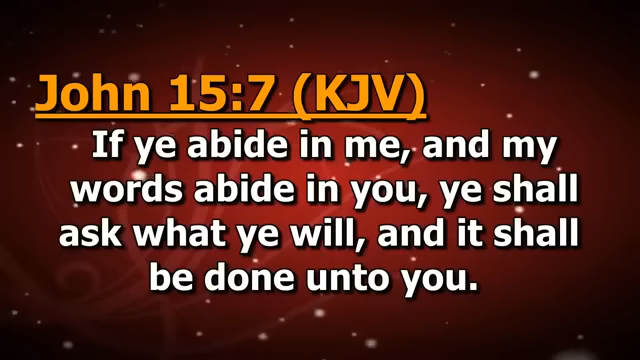 John 15:7 (KJV)
If ye abide in me, and my
words abide in you, ye shall
ask what ye will, and it shall
be done unto you.